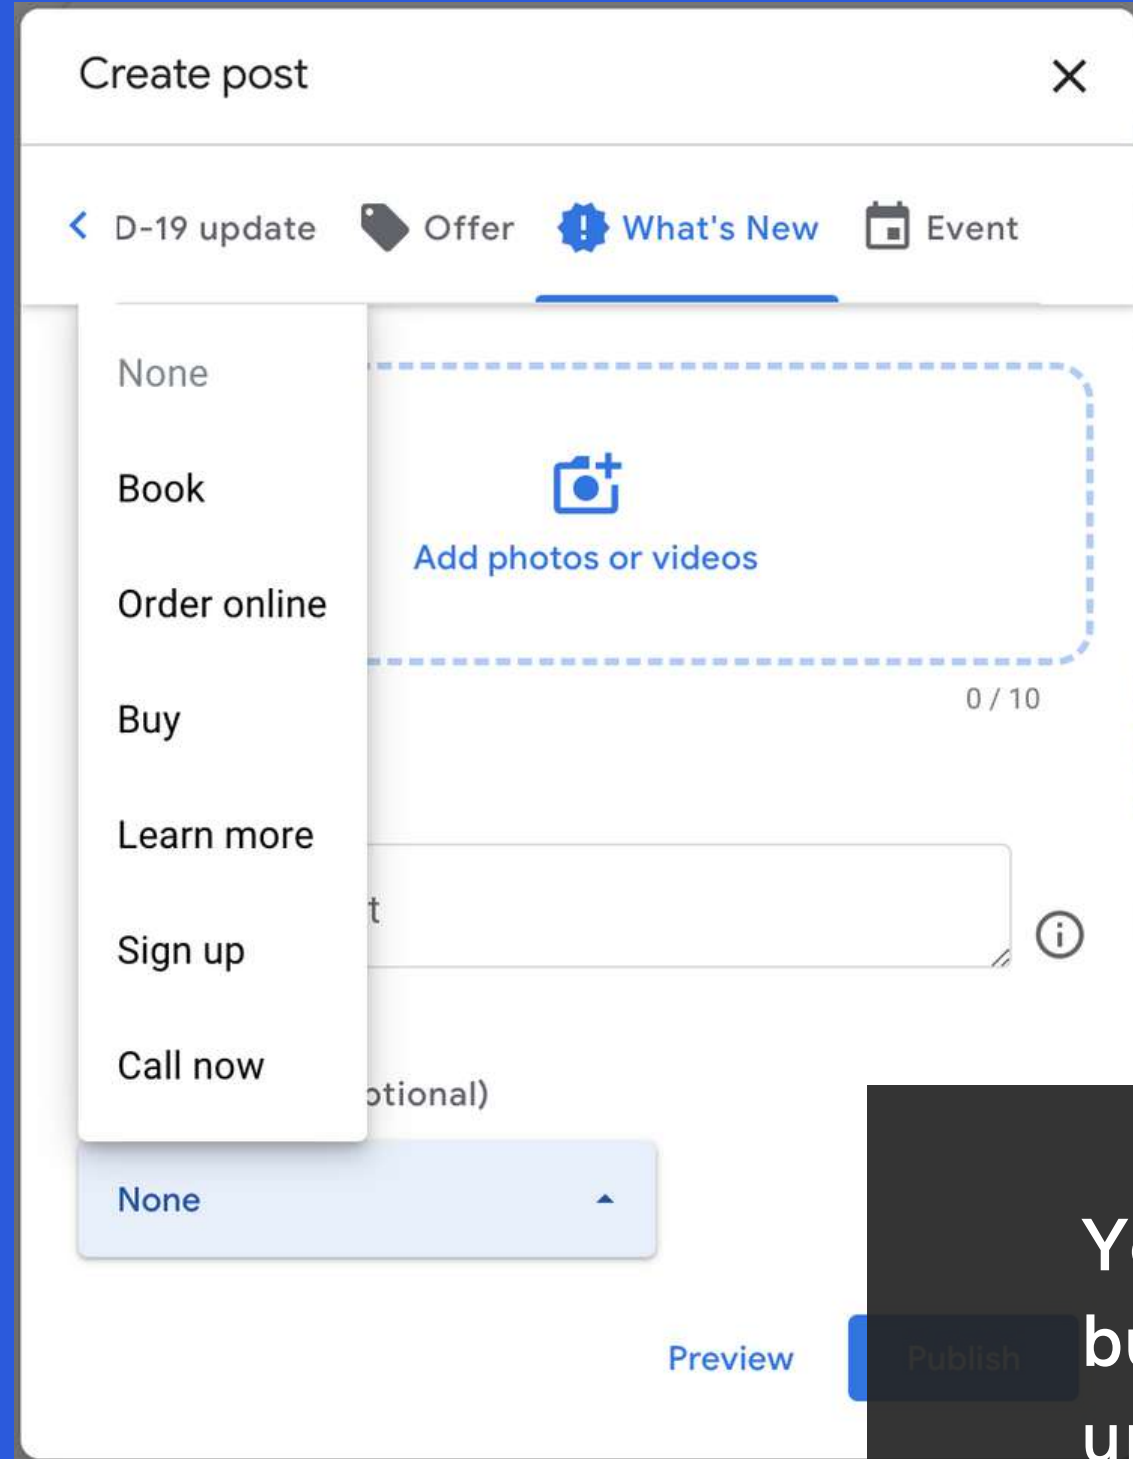 Create post
D-19 update Offer What's New Event
None
Book
Add photos or videos
Order online
0 / 10
Buy
Learn more
t
Sign up
Call now
ptional)
None
Preview Publish